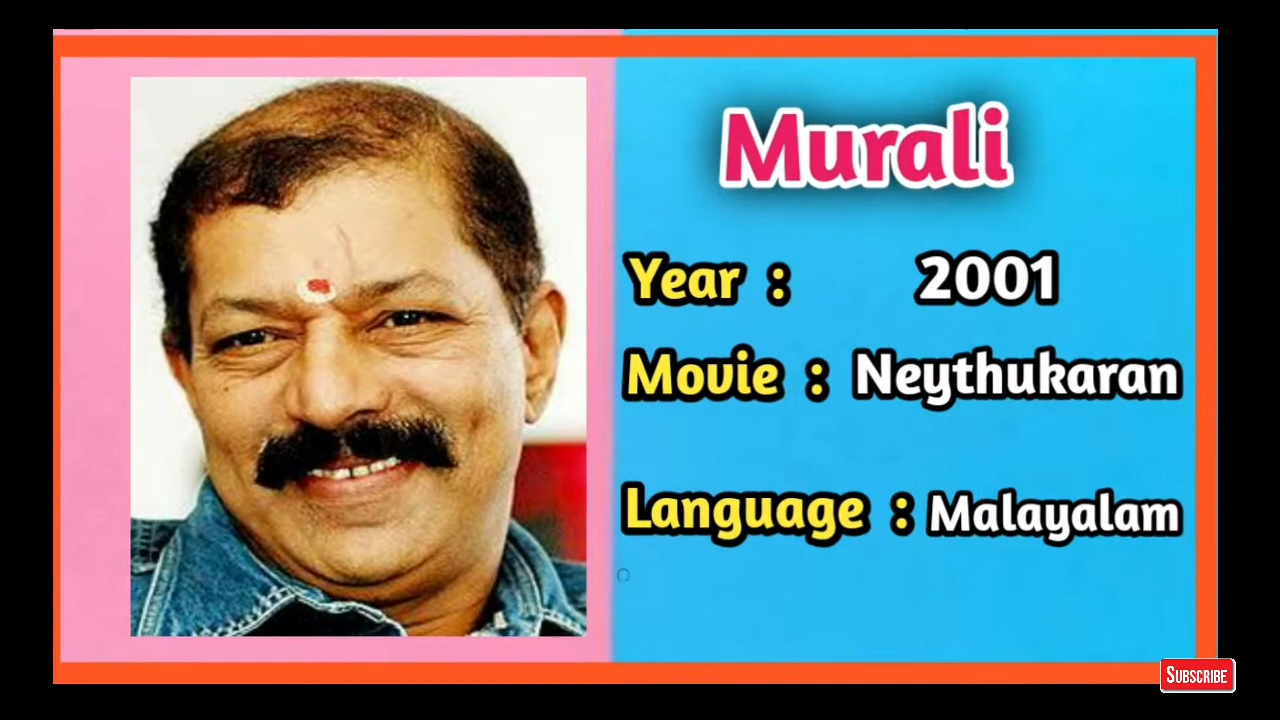 Murali
Year : 2001
Movie : Neythukaran
Language : Malayalam
SUBSCRIBE